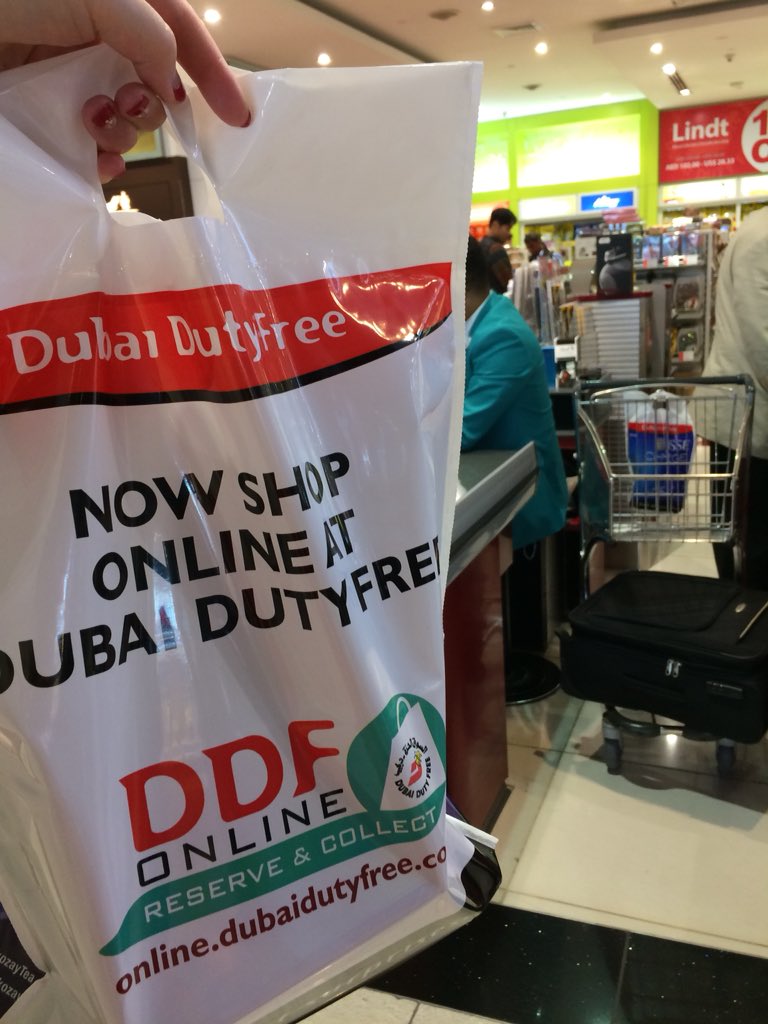 Dubai DutyFree
NOW SHOP
ONLINE AT
DUBAI DUTYFREE
DDF
ONLINE
RESERVE & COLLECT
online.dubaidutyfree.co
DUBAI DUTY FREE
Lindt